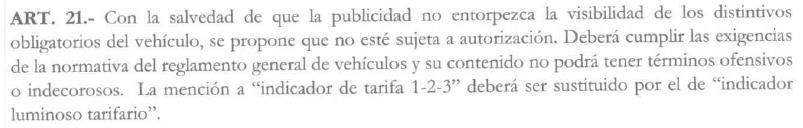 ART. 21.- Con la salvedad de que la publicidad no entorpezca la visibilidad de los distintivos
obligatorios del vehículo, se propone que no esté sujeta a autorización. Deberá cumplir las exigencias
de la normativa del reglamento general de vehículos y su contenido no podrá tener términos ofensivos
o indecorosos. La mención a “indicador de tarifa 1-2-3” deberá ser sustituido por el de “indicador
luminoso tarifario”.